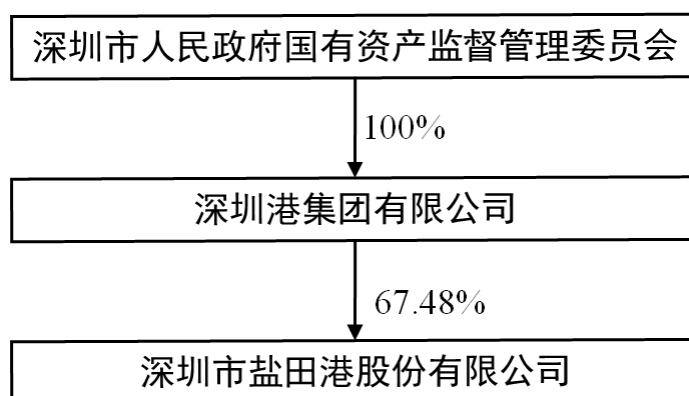 深圳市人民政府国有资产监督管理委员会
100%
深圳港集团有限公司
67.48%
深圳市盐田港股份有限公司